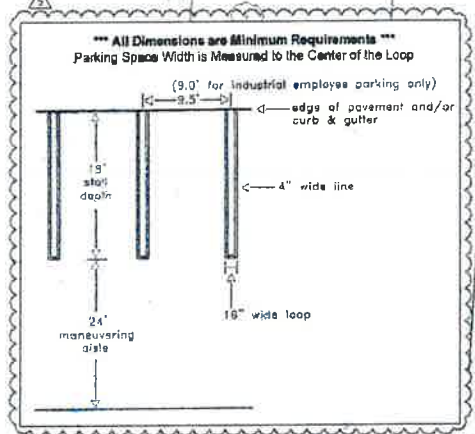 *** All Dimensions are Minimum Requirements ***
Parking Space Width is Measured to the Center of the Loop
(9.0' for industrial employee parking only)
9.5'
edge of pavement and/or
curb & gutter
stall
depth
4" wide line
24'
maneuvering
aisle
wide loop